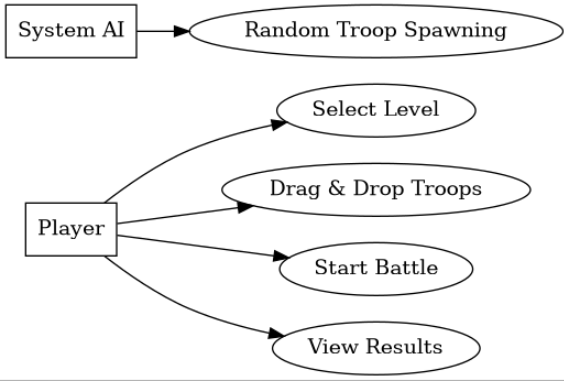 System AI
Random Troop Spawning
Select Level
Drag & Drop Troops
Player
Start Battle
View Results